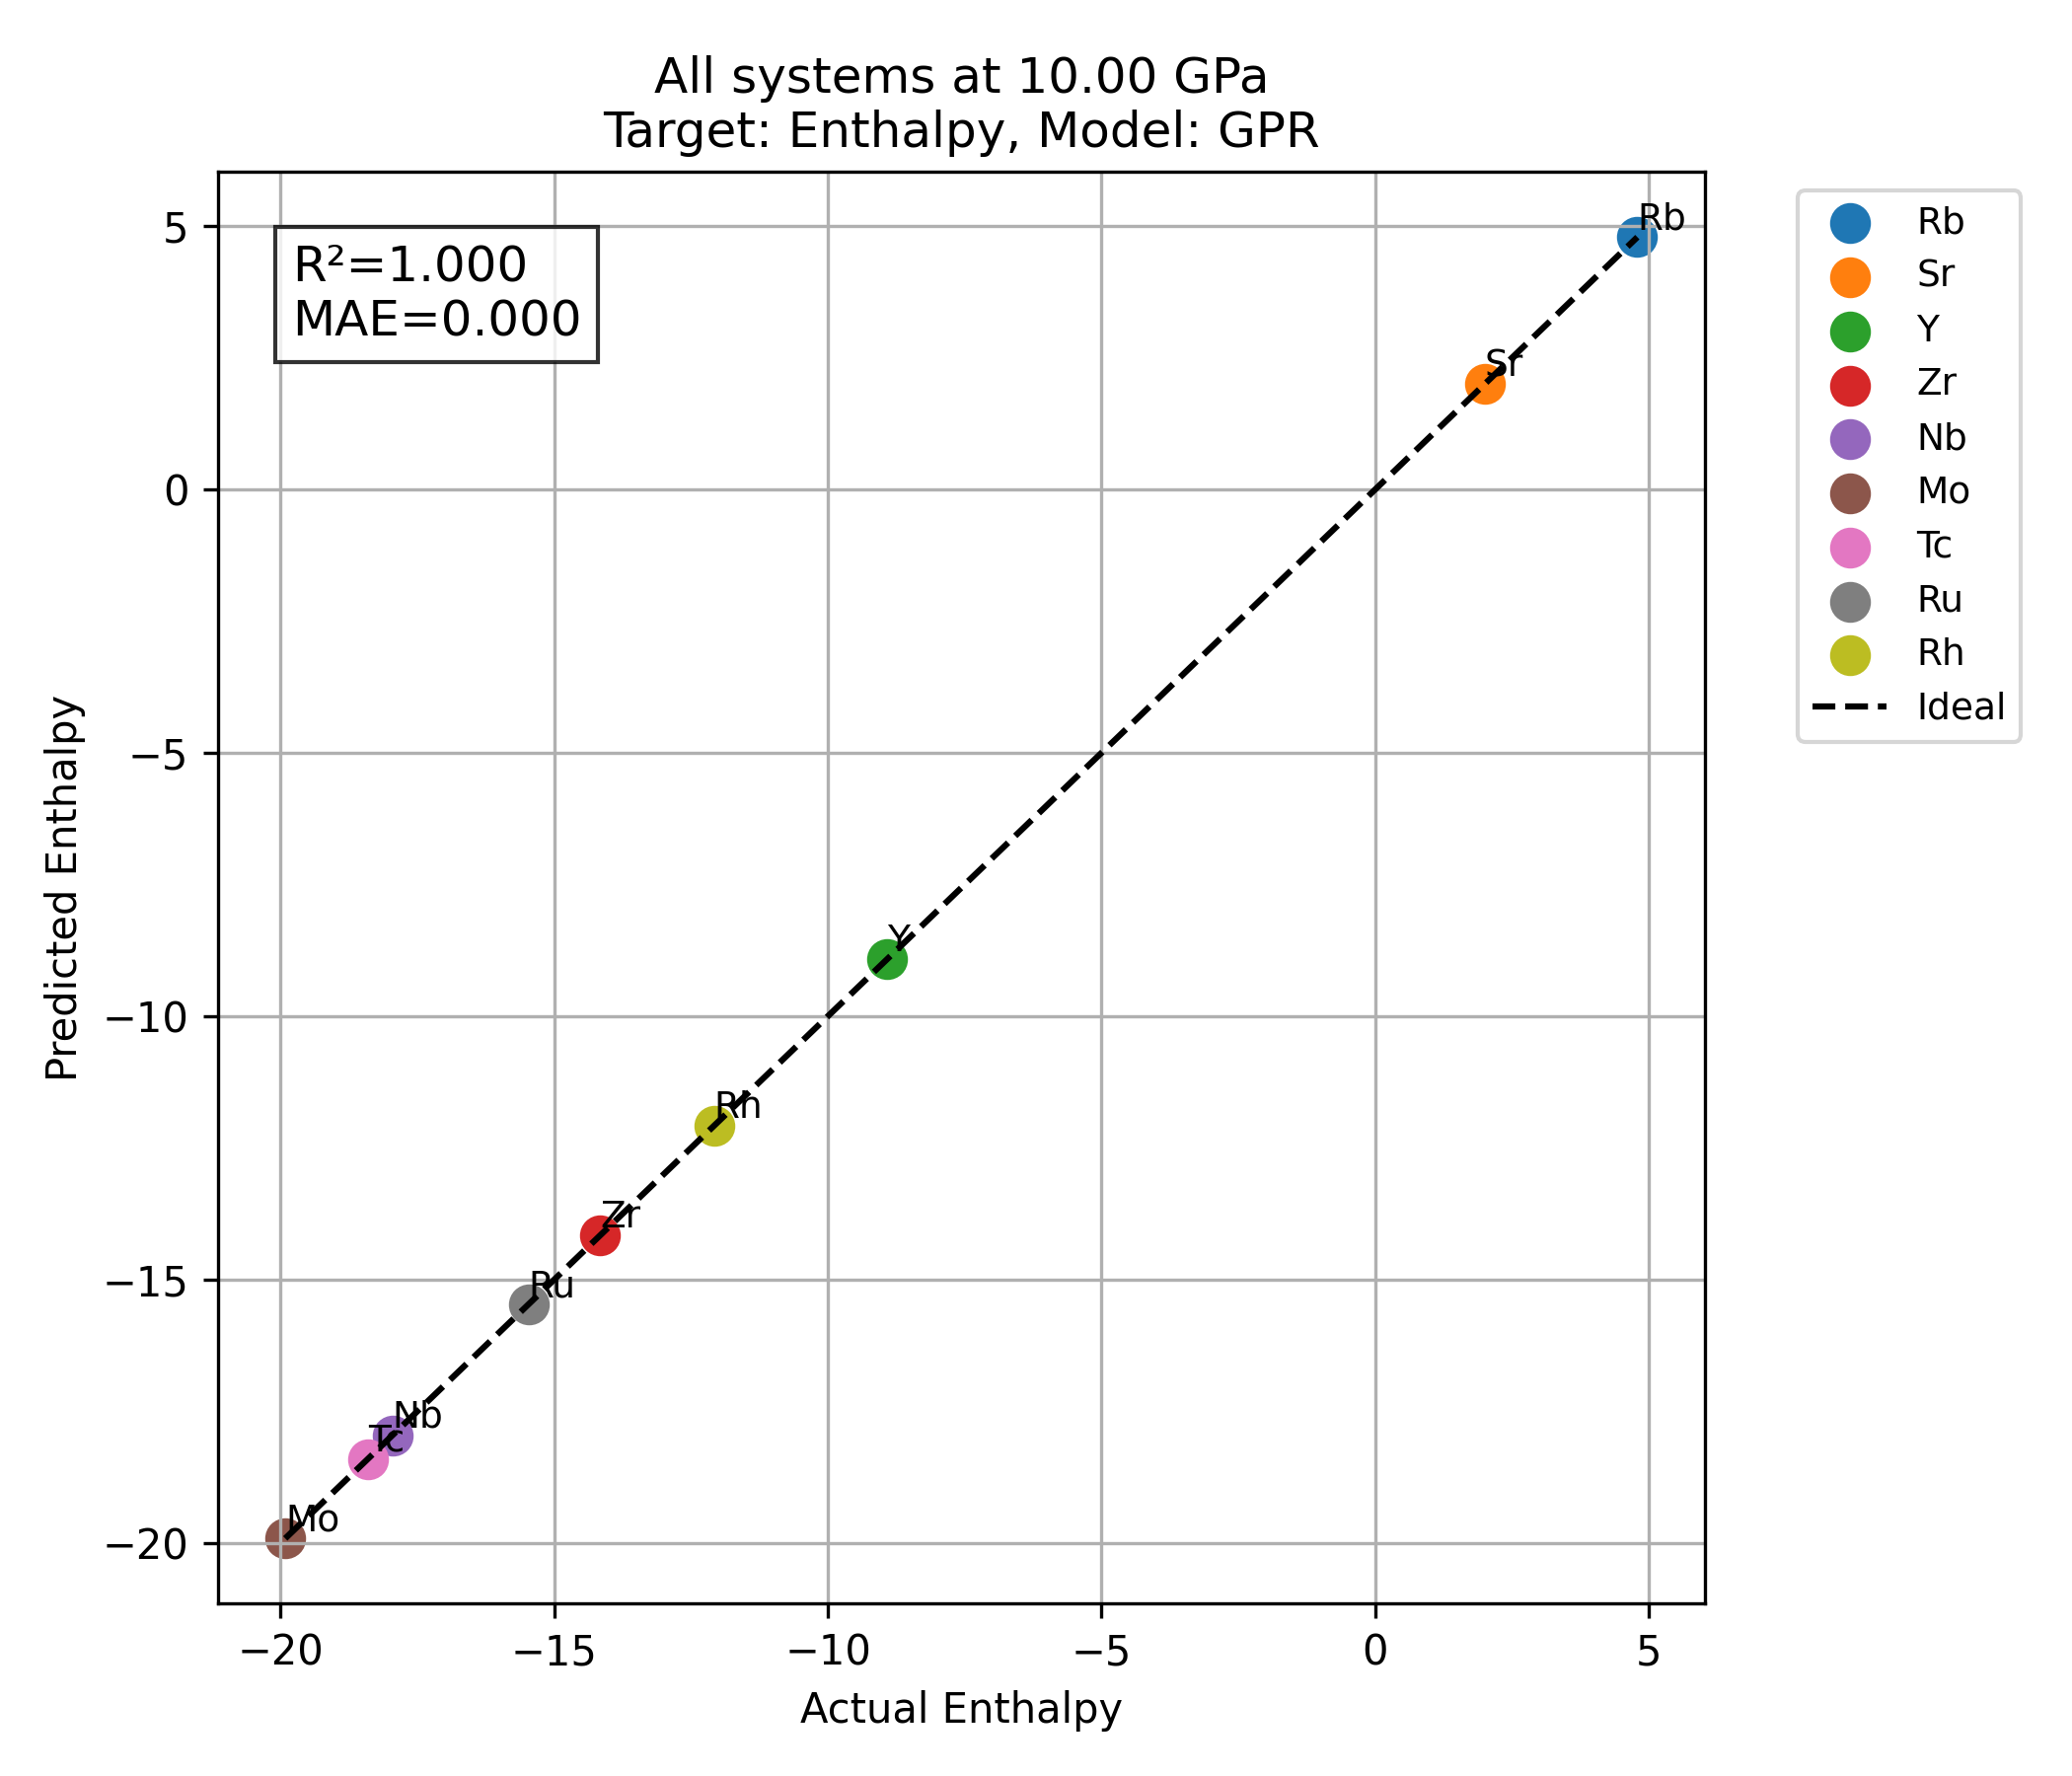 All systems at 10.00 GPa
Target: Enthalpy, Model: GPR
R²=1.000
MAE=0.000
Rb
Sr
Y
Rh
Zr
Ru
Nb
Tc
Mo
5
0
−5
−10
−15
−20
Predicted Enthalpy
−20
−15
−10
−5
0
5
Actual Enthalpy
Rb
Sr
Y
Zr
Nb
Mo
Tc
Ru
Rh
Ideal